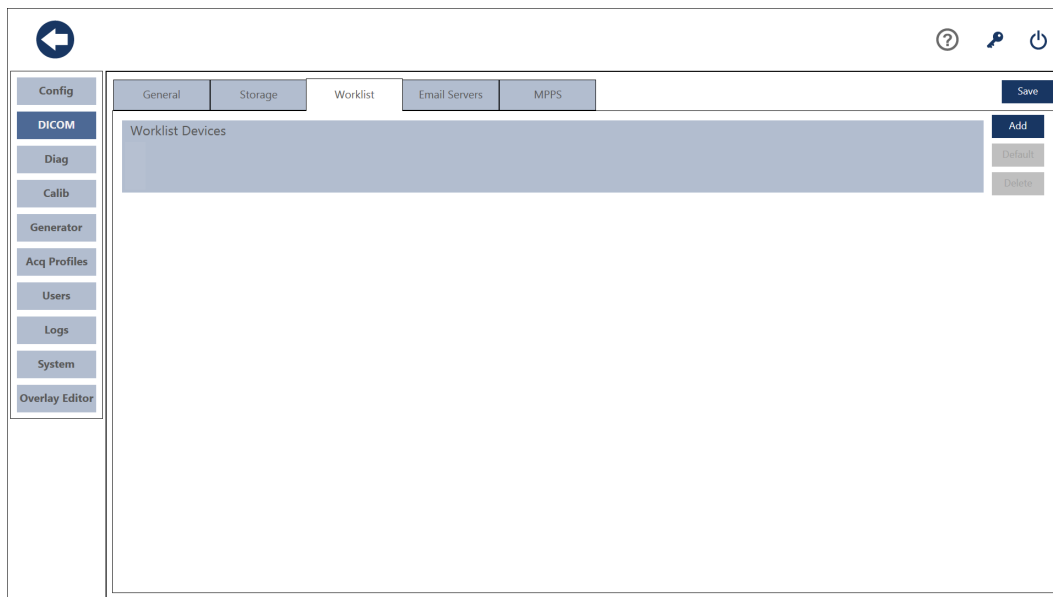 ?
Config
DICOM
Diag
Calib
Generator
Acq Profiles
Users
Logs
System
Overlay Editor
General Storage Worklist Email Servers MPPS
Save
Worklist Devices
Add
Default
Delete